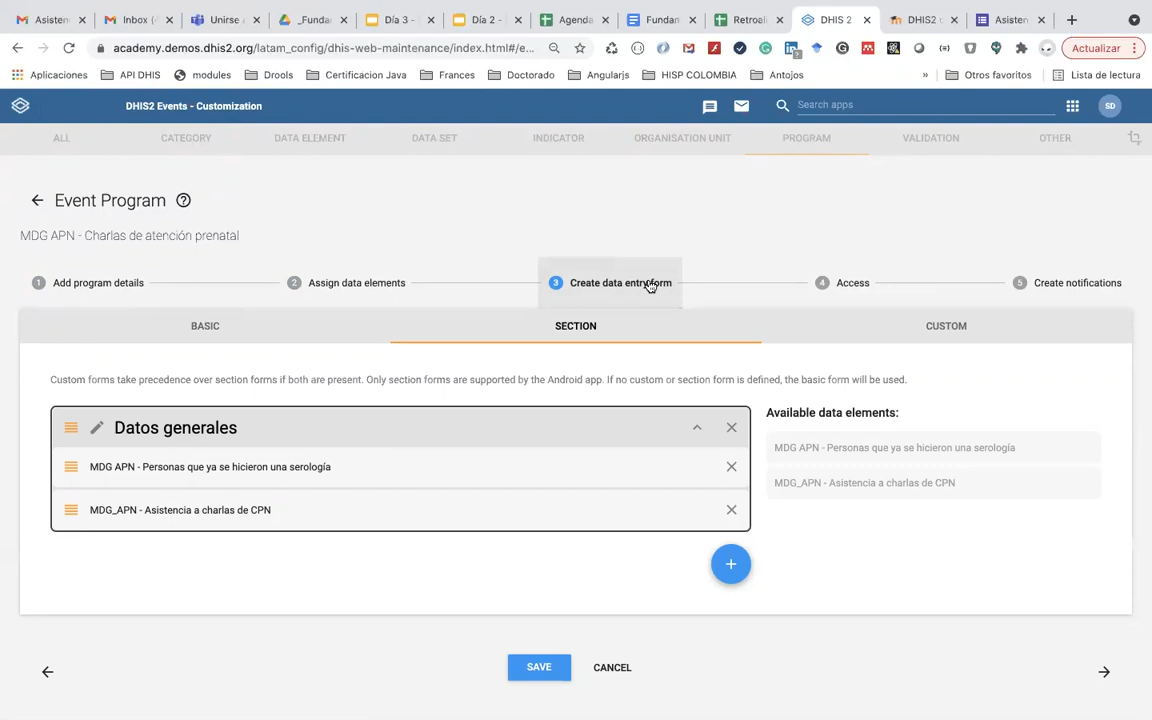 Asisten
Inbox (
Unirse
_Funda
Día 3 -
Día 2 -
Agenda
Fundam
Retroali
DHIS 2
DHIS2
Asisten
academy.demos.dhis2.org/latam_config/dhis-web-maintenance/index.html#/e...
Actualizar
Aplicaciones
API DHIS
modules
Drools
Certificacion Java
Frances
Doctorado
Angularjs
HISP COLOMBIA
Antojos
»
Otros favoritos
Lista de lectura
DHIS2 Events - Customization
Search apps
SD
ALL
CATEGORY
DATA ELEMENT
DATA SET
INDICATOR
ORGANISATION UNIT
PROGRAM
VALIDATION
OTHER
Event Program
MDG APN - Charlas de atención prenatal
1 Add program details
2 Assign data elements
3 Create data entry form
4 Access
5 Create notifications
BASIC
SECTION
CUSTOM
Custom forms take precedence over section forms if both are present. Only section forms are supported by the Android app. If no custom or section form is defined, the basic form will be used.
Datos generales
MDG APN - Personas que ya se hicieron una serología
MDG_APN - Asistencia a charlas de CPN
Available data elements:
MDG APN - Personas que ya se hicieron una serología
MDG_APN - Asistencia a charlas de CPN
SAVE
CANCEL